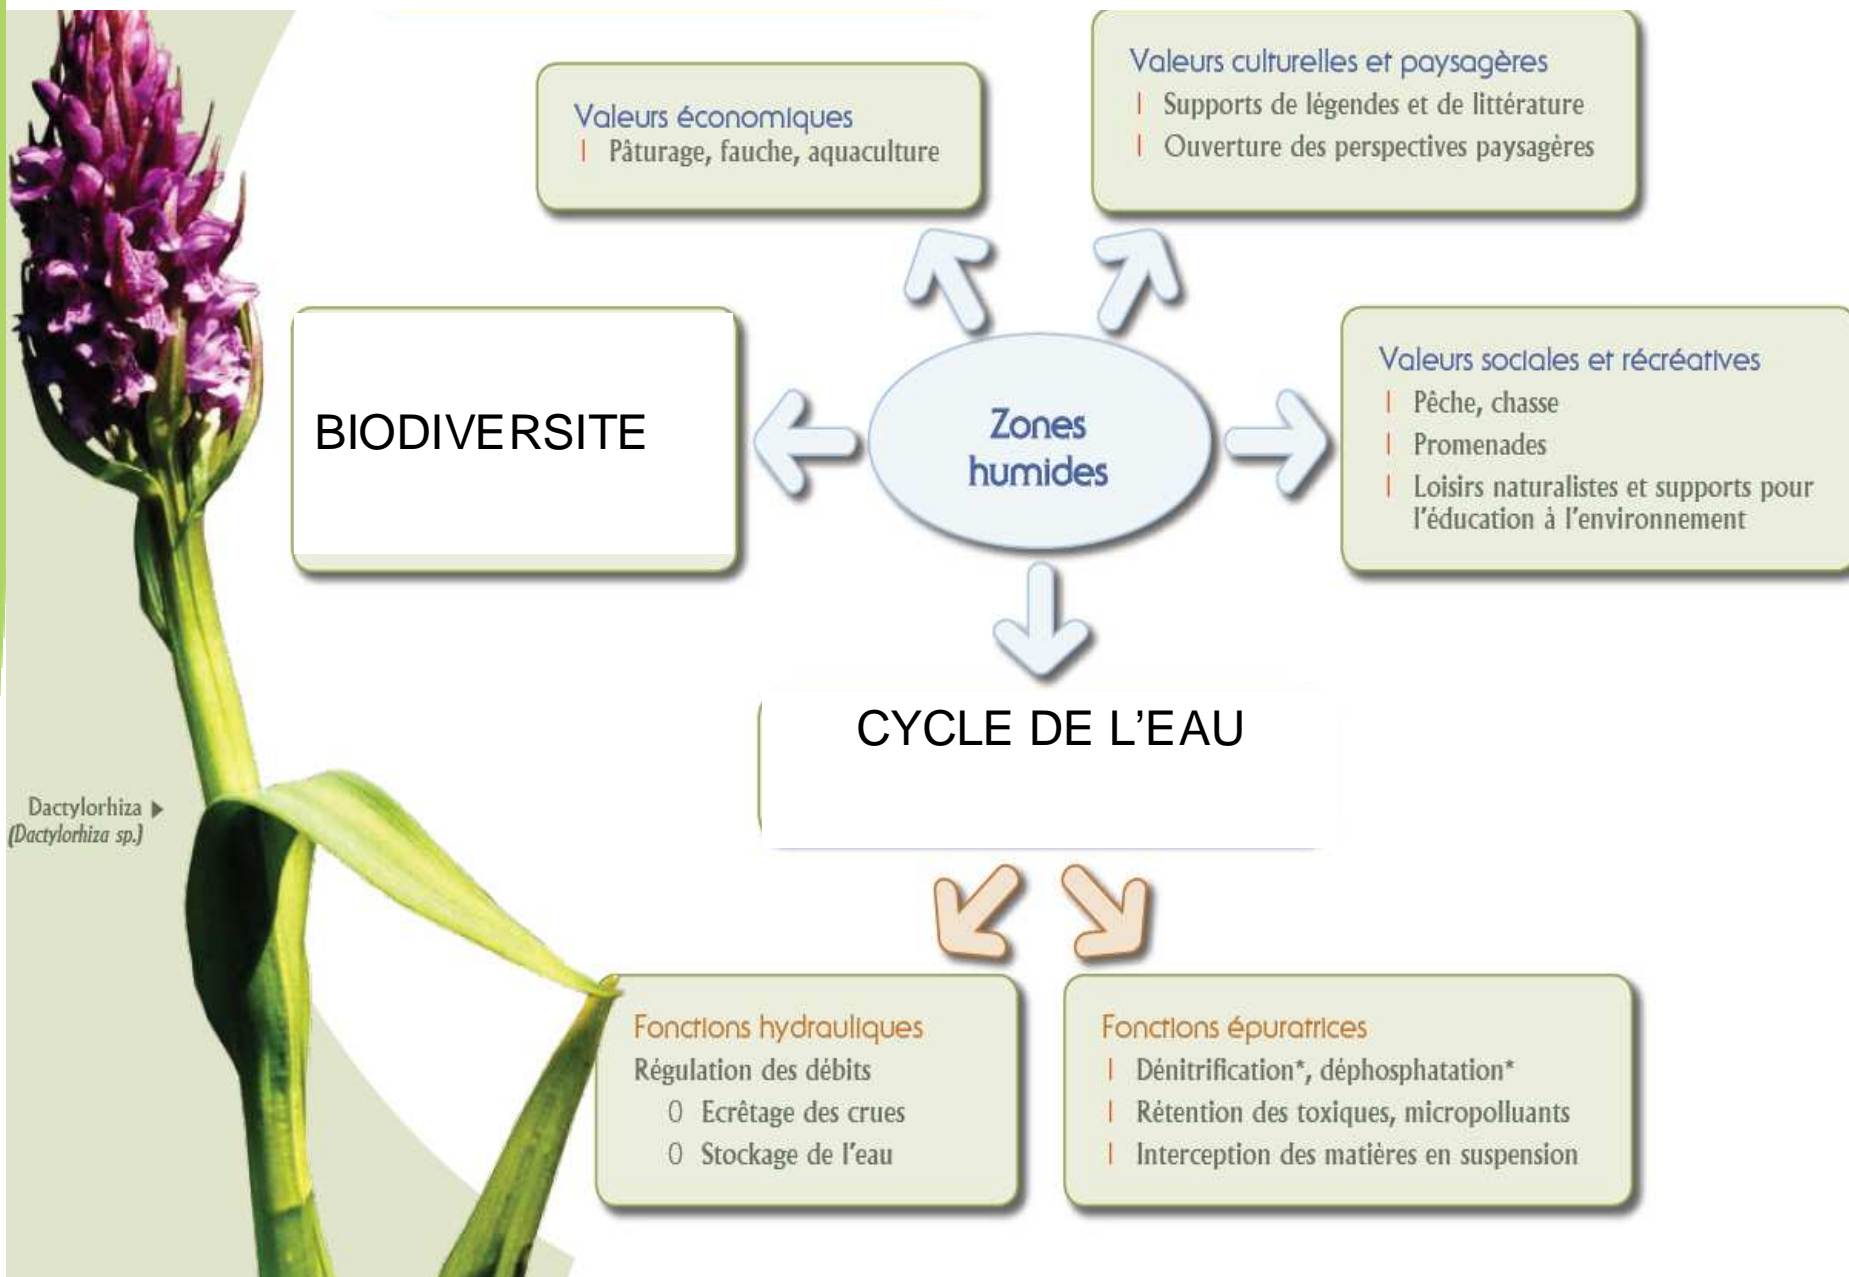 Valeurs culturelles et paysagères
| Supports de légendes et de littérature
| Ouverture des perspectives paysagères
Valeurs économiques
| Pâturage, fauche, aquaculture
BIODIVERSITE
Zones
humides
Valeurs sociales et récréatives
| Pêche, chasse
| Promenades
| Loisirs naturalistes et supports pour
l'éducation à l'environnement
CYCLE DE L’EAU
Dactylorhiza ▶
(Dactylorhiza sp.)
Fonctions hydrauliques
Régulation des débits
0 Ecrêtage des crues
0 Stockage de l'eau
Fonctions épuratrices
| Dénitrification*, déphosphatation*
| Rétention des toxiques, micropolluants
| Interception des matières en suspension